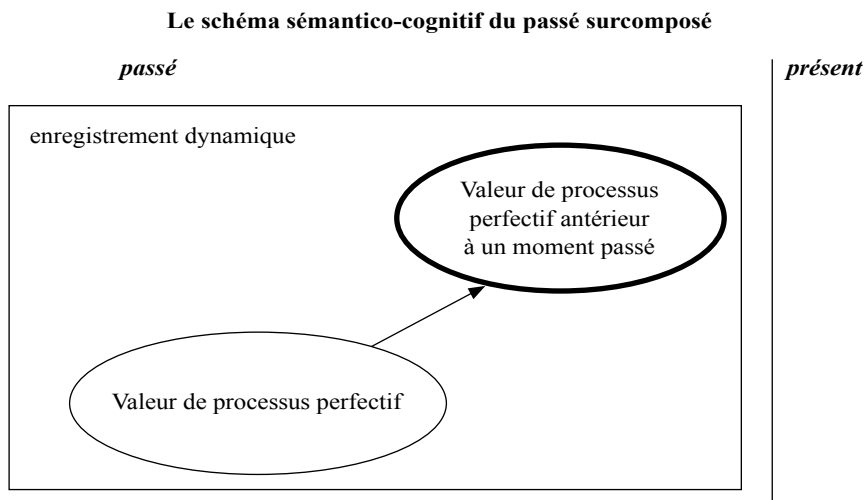 Le schéma sémantico-cognitif du passé surcomposé
passé
présent
enregistrement dynamique
Valeur de processus
perfectif antérieur
à un moment passé
Valeur de processus perfectif